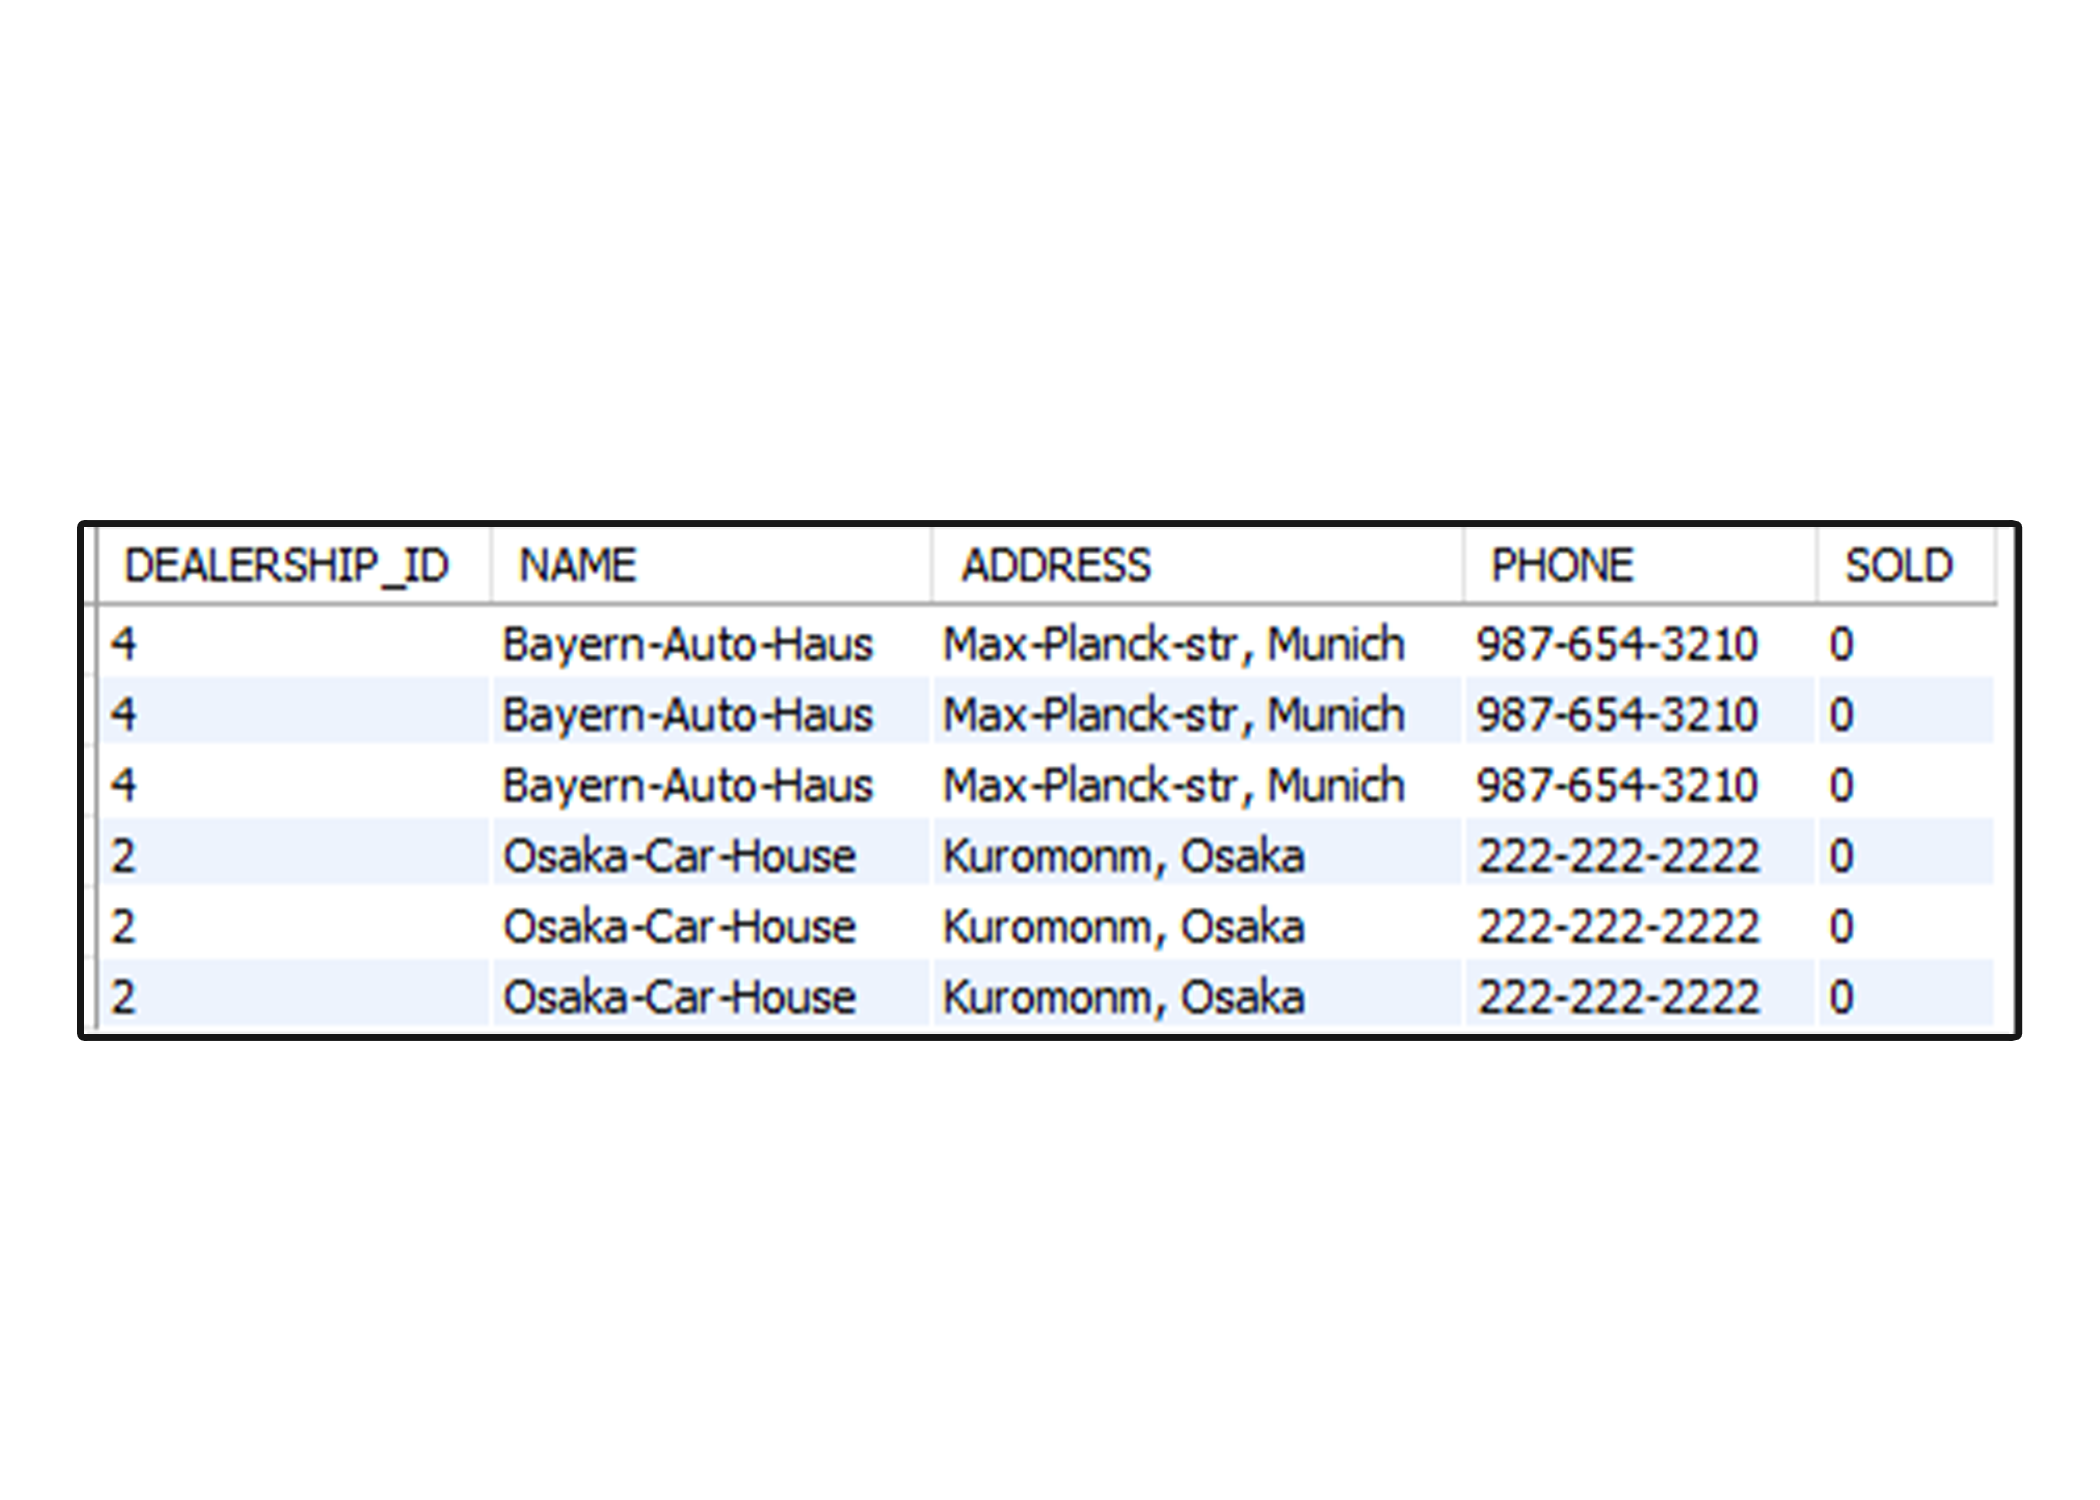 DEALERSHIP_ID NAME ADDRESS PHONE SOLD
4 Bayern-Auto-Haus Max-Planck-str, Munich 987-654-3210 0
4 Bayern-Auto-Haus Max-Planck-str, Munich 987-654-3210 0
4 Bayern-Auto-Haus Max-Planck-str, Munich 987-654-3210 0
2 Osaka-Car-House Kuromonm, Osaka 222-222-2222 0
2 Osaka-Car-House Kuromonm, Osaka 222-222-2222 0
2 Osaka-Car-House Kuromonm, Osaka 222-222-2222 0